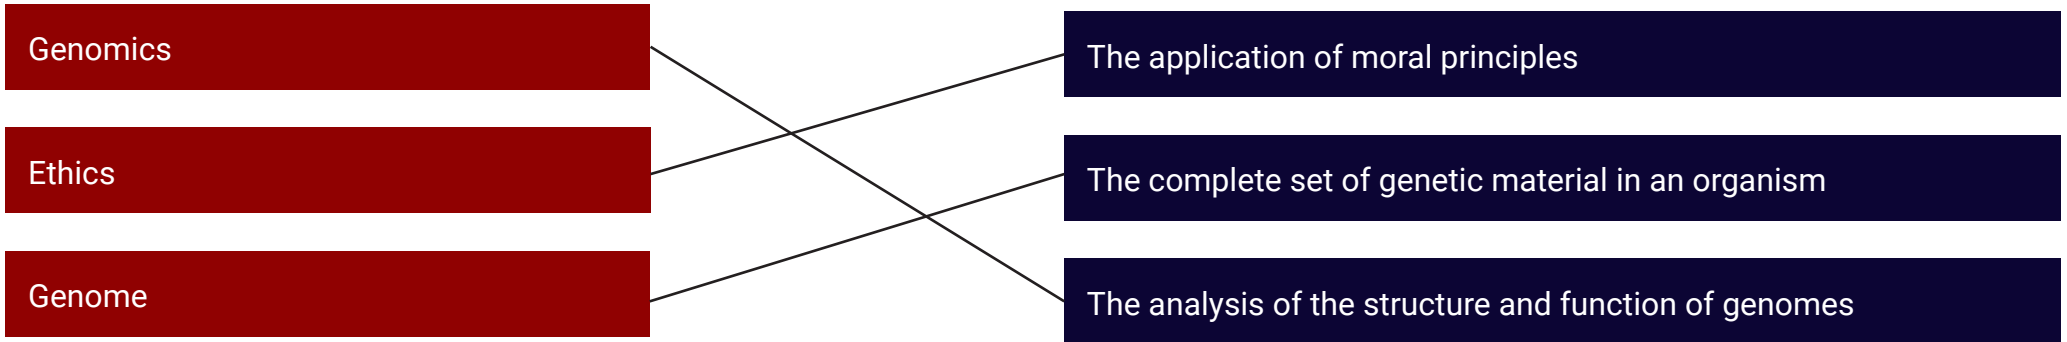 Genomics
The application of moral principles
Ethics
The complete set of genetic material in an organism
Genome
The analysis of the structure and function of genomes